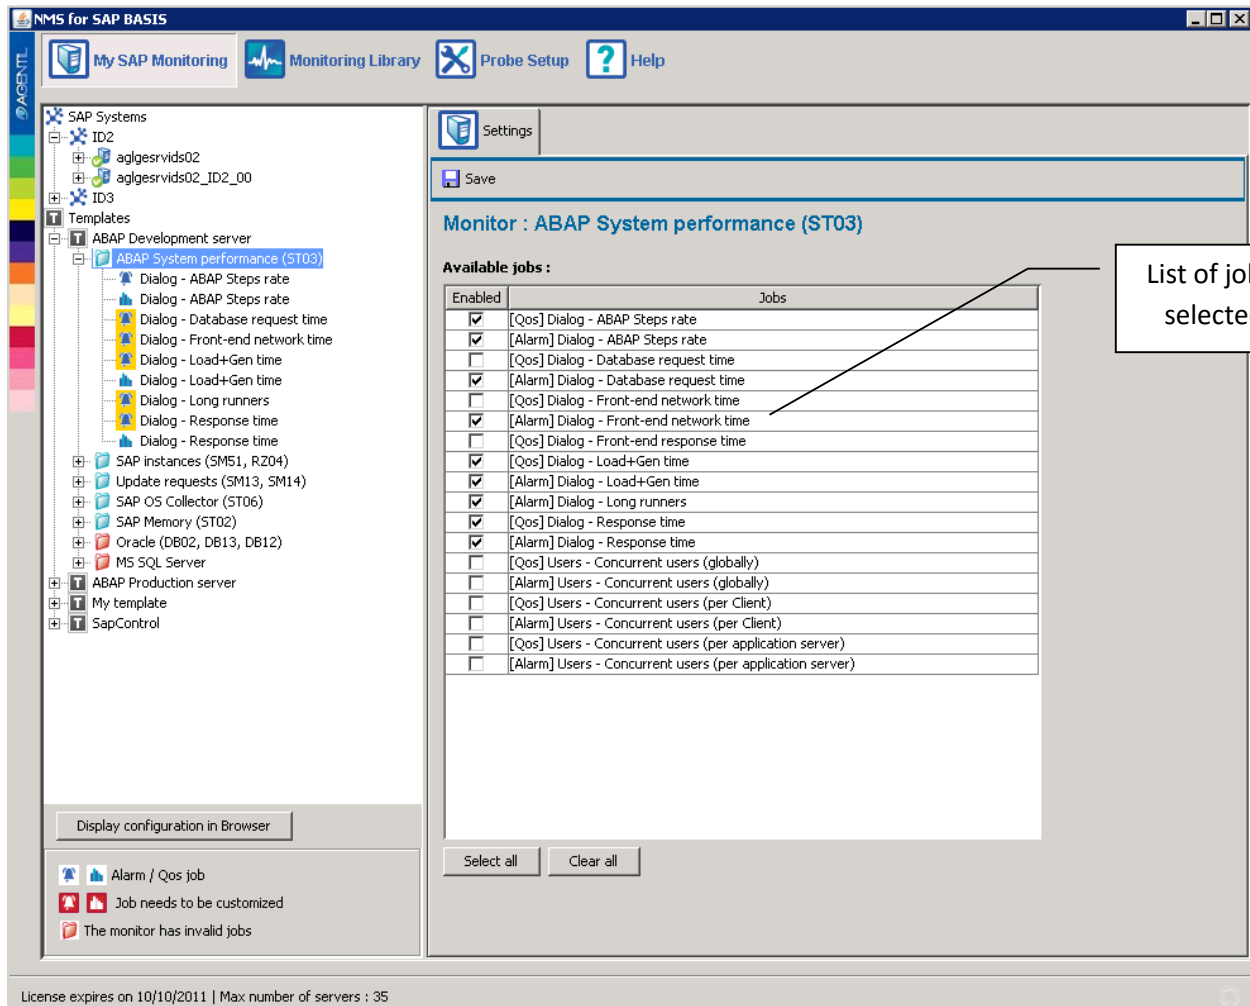 NMS for SAP BASIS
AGENTIL
My SAP Monitoring
Monitoring Library
Probe Setup
? Help
SAP Systems
ID2
aglgesrvids02
aglgesrvids02_ID2_00
ID3
T Templates
T ABAP Development server
ABAP System performance (ST03)
Dialog - ABAP Steps rate
Dialog - ABAP Steps rate
Dialog - Database request time
Dialog - Front-end network time
Dialog - Load+Gen time
Dialog - Load+Gen time
Dialog - Long runners
Dialog - Response time
Dialog - Response time
SAP instances (SM51, RZ04)
Update requests (SM13, SM14)
SAP OS Collector (ST06)
SAP Memory (ST02)
Oracle (DB02, DB13, DB12)
MS SQL Server
T ABAP Production server
T My template
T SapControl
Display configuration in Browser
Alarm / Qos job
Job needs to be customized
The monitor has invalid jobs
Settings
Save
Monitor : ABAP System performance (ST03)
Available jobs :
Enabled Jobs
[Qos] Dialog - ABAP Steps rate
[Alarm] Dialog - ABAP Steps rate
[Qos] Dialog - Database request time
[Alarm] Dialog - Database request time
[Qos] Dialog - Front-end network time
[Alarm] Dialog - Front-end network time
[Qos] Dialog - Front-end response time
[Qos] Dialog - Load+Gen time
[Alarm] Dialog - Load+Gen time
[Alarm] Dialog - Long runners
[Qos] Dialog - Response time
[Alarm] Dialog - Response time
[Qos] Users - Concurrent users (globally)
[Alarm] Users - Concurrent users (globally)
[Qos] Users - Concurrent users (per Client)
[Alarm] Users - Concurrent users (per Client)
[Qos] Users - Concurrent users (per application server)
[Alarm] Users - Concurrent users (per application server)
Select all
Clear all
List of
License expires on 10/10/2011 | Max number of servers : 35